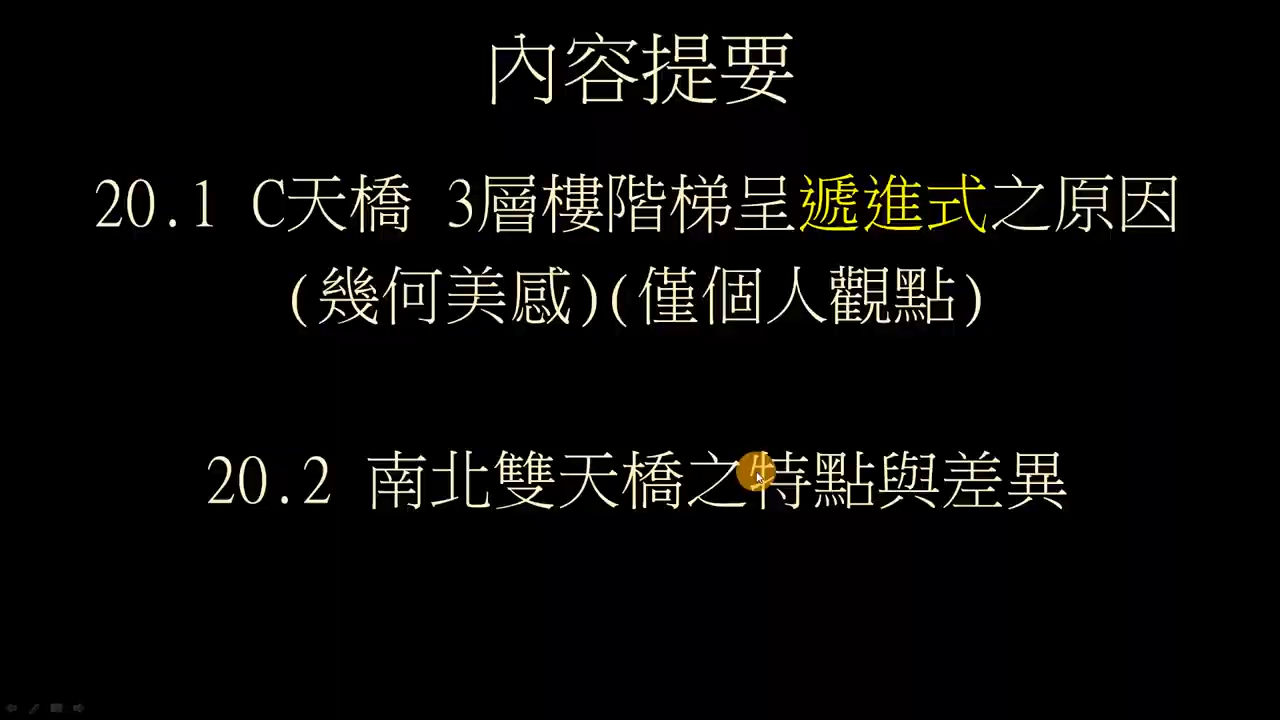 內容提要
20.1 C天橋 3層樓階梯呈遞進式之原因
(幾何美感)(僅個人觀點)
20.2 南北雙天橋之特點與差異